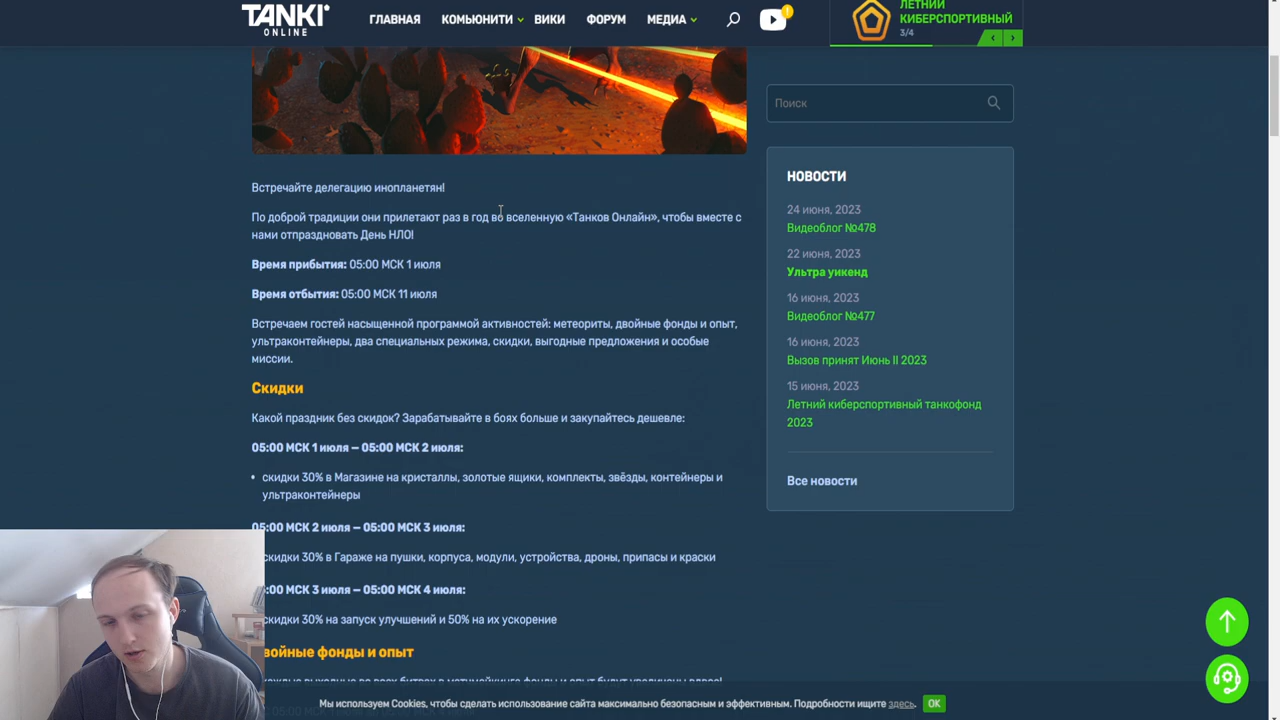 TANKI
ONLINE
ГЛАВНАЯ
КОМЬЮНИТИ
ВИКИ
ФОРУМ
МЕДИА
!
ЛЕТНИЙ
КИБЕРСПОРТИВНЫЙ
3/4
Встречайте делегацию инопланетян!
По доброй традиции они прилетают раз в год во вселенную «Танков Онлайн», чтобы вместе с
нами отпраздновать День НЛО!
Время прибытия: 05:00 МСК 1 июля
Время отбытия: 05:00 МСК 11 июля
Встречаем гостей насыщенной программой активностей: метеориты, двойные фонды и опыт,
ультраконтейнеры, два специальных режима, скидки, выгодные предложения и особые
миссии.
Скидки
Какой праздник без скидок? Зарабатывайте в боях больше и закупайтесь дешевле:
05:00 МСК 1 июля — 05:00 МСК 2 июля:
• скидки 30% в Магазине на кристаллы, золотые ящики, комплекты, звёзды, контейнеры и
ультраконтейнеры
05:00 МСК 2 июля — 05:00 МСК 3 июля:
скидки 30% в Гараже на пушки, корпуса, модули, устройства, дроны, припасы и краски
:00 МСК 3 июля — 05:00 МСК 4 июля:
скидки 30% на запуск улучшений и 50% на их ускорение
войные фонды и опыт
Поиск
НОВОСТИ
24 июня, 2023
Видеоблог №478
22 июня, 2023
Ультра уикенд
16 июня, 2023
Видеоблог №477
16 июня, 2023
Вызов принят Июнь II 2023
15 июня, 2023
Летний киберспортивный танкофонд
2023
Все новости
Мы используем Cookies, чтобы сделать использование сайта максимально безопасным и эффективным. Подробности ищите здесь. OK